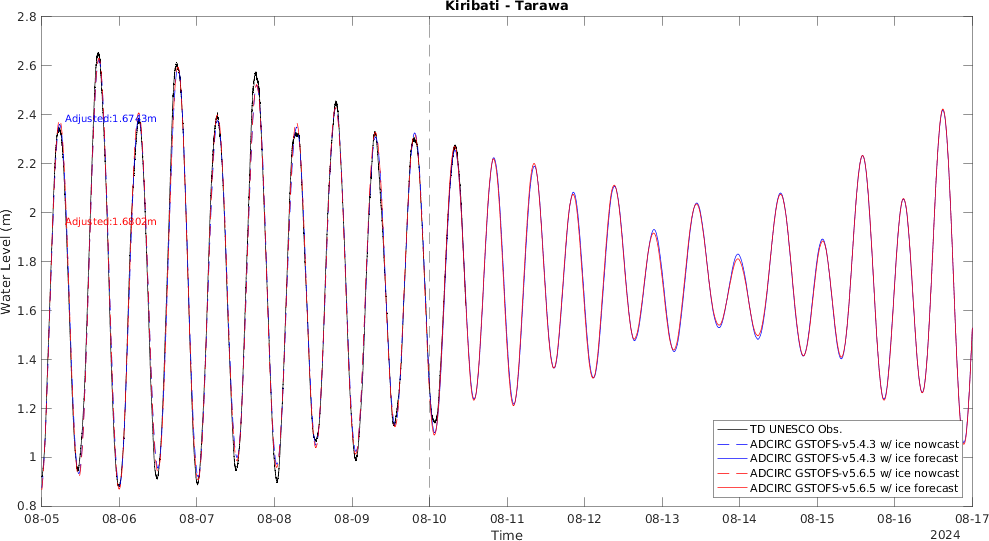 Kiribati - Tarawa
2.8
2.6
2.4
2.2
2
1.8
1.6
1.4
1.2
1
0.8
Water Level (m)
Adjusted:1.6743m
Adjusted:1.6802m
TD UNESCO Obs.
ADCIRC GSTOFS-v5.4.3 w/ ice nowcast
ADCIRC GSTOFS-v5.4.3 w/ ice forecast
ADCIRC GSTOFS-v5.6.5 w/ ice nowcast
ADCIRC GSTOFS-v5.6.5 w/ ice forecast
08-05 08-06 08-07 08-08 08-09 08-10 08-11 08-12 08-13 08-14 08-15 08-16 08-17
Time
2024